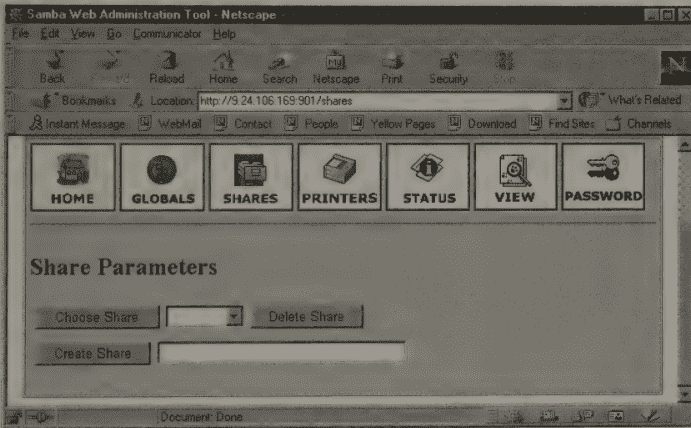 Samba Web Administration Tool - Netscape
File Edit View Go Communicator Help
Back Reload Home Search Netscape Print Security Stop
Bookmarks Location: http://9.24.106.169:901/shares What's Related
Instant Message WebMail Contact People Yellow Pages Download Find Sites Channels
HOME GLOBALS SHARES PRINTERS STATUS VIEW PASSWORD
Share Parameters
Choose Share Delete Share
Create Share
Document: Done